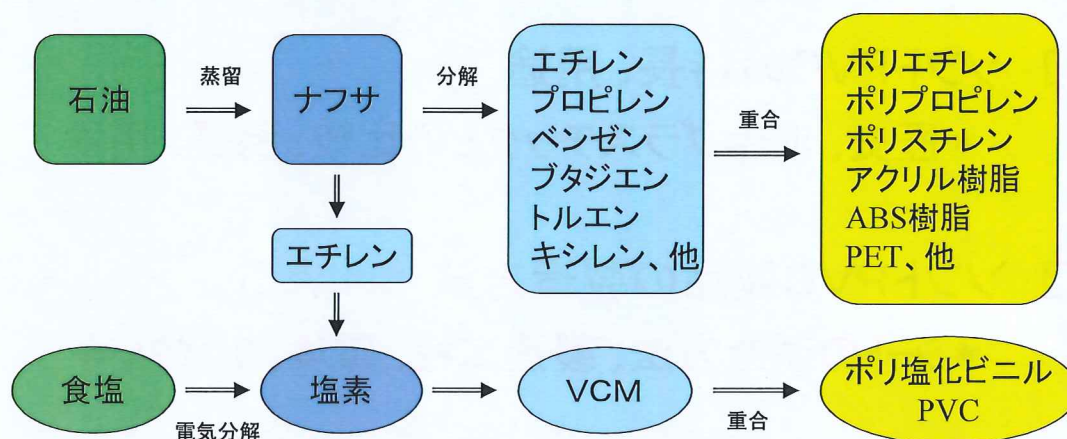 石油
蒸留
ナフサ
分解
エチレン
プロピレン
ベンゼン
ブタジエン
トルエン
キシレン、他
重合
ポリエチレン
ポリプロピレン
ポリスチレン
アクリル樹脂
ABS樹脂
PET、他
エチレン
食塩
電気分解
塩素
VCM
重合
ポリ塩化ビニル
PVC